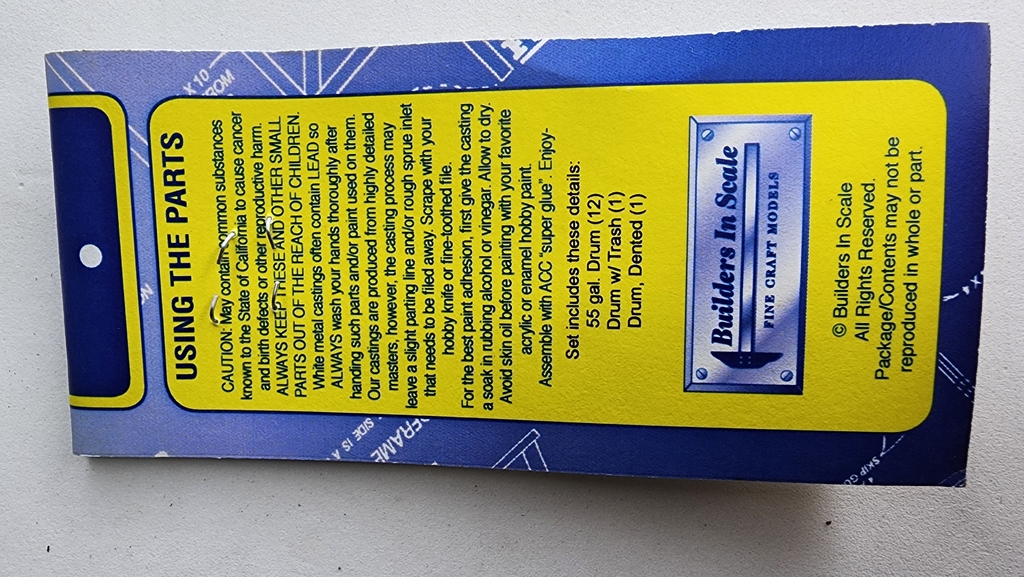 USING THE PARTS
CAUTION: May contain common substances
known to the State of California to cause cancer
and birth defects or other reproductive harm.
ALWAYS KEEP THESE AND OTHER SMALL
PARTS OUT OF THE REACH OF CHILDREN.
White metal castings often contain LEAD so
ALWAYS wash your hands thoroughly after
handing such parts and/or paint used on them.
Our castings are produced from highly detailed
masters, however, the casting process may
leave a slight parting line and/or rough sprue inlet
that needs to be filed away. Scrape with your
hobby knife or fine-toothed file.
For the best paint adhesion, first give the casting
a soak in rubbing alcohol or vinegar. Allow to dry.
Avoid skin oil before painting with your favorite
acrylic or enamel hobby paint.
Assemble with ACC "super glue". Enjoy-
Set includes these details:
55 gal. Drum (12)
Drum w/ Trash (1)
Drum, Dented (1)
Builders In Scale
FINE CRAFT MODELS
© Builders In Scale
All Rights Reserved.
Package/Contents may not be
reproduced in whole or part.
X 10
ROM
FRAME
SIDE IS A
SKIP